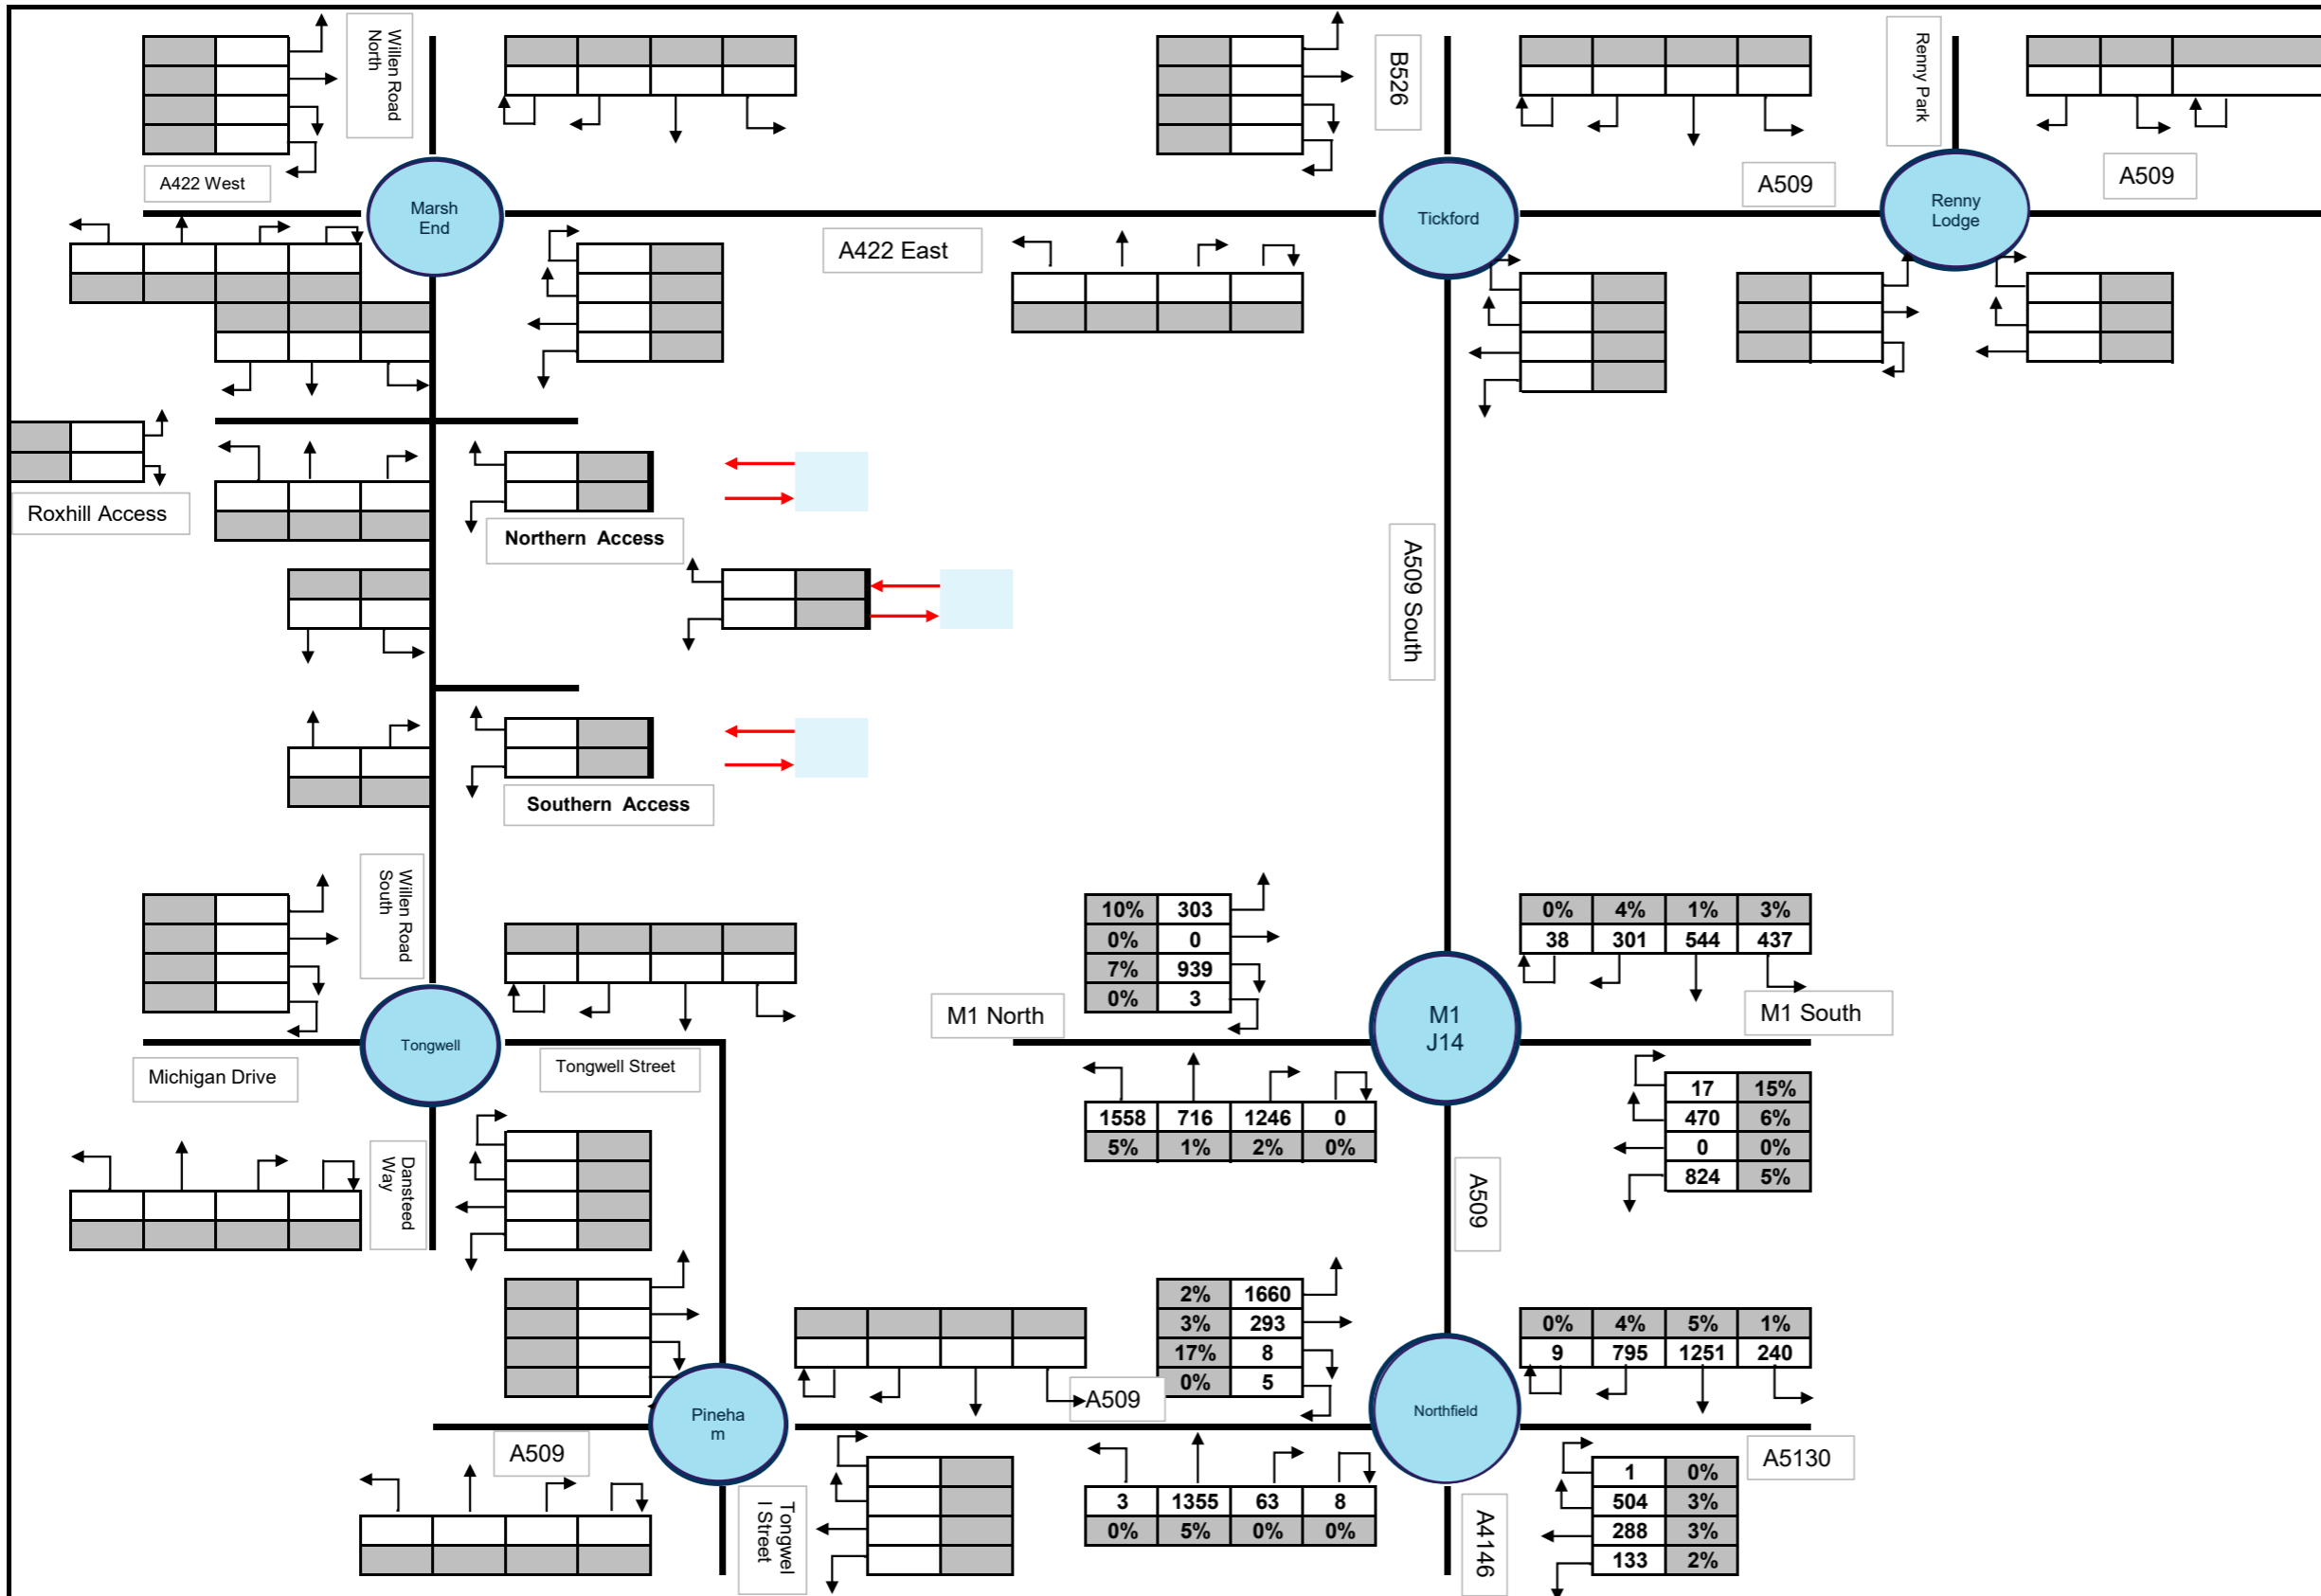 Willen Road
North
B526
Renny Park
A422 West
Marsh
End
Tickford
A509
Renny
Lodge
A509
A422 East
Roxhill Access
Northern Access
A509 South
Southern Access
Willen Road
South
10% 303
0% 0
7% 939
0% 3
0% 4% 1% 3%
38 301 544 437
M1 North
M1
J14
M1 South
Tongwell
Michigan Drive
Tongwell Street
1558 716 1246 0
5% 1% 2% 0%
17 15%
470 6%
0 0%
824 5%
Dansteed
Way
A509
2% 1660
3% 293
17% 8
0% 5
0% 4% 5% 1%
9 795 1251 240
A509
Pineha
m
Northfield
A509
A5130
Tongwel
l Street
3 1355 63 8
0% 5% 0% 0%
A4146
1 0%
504 3%
288 3%
133 2%